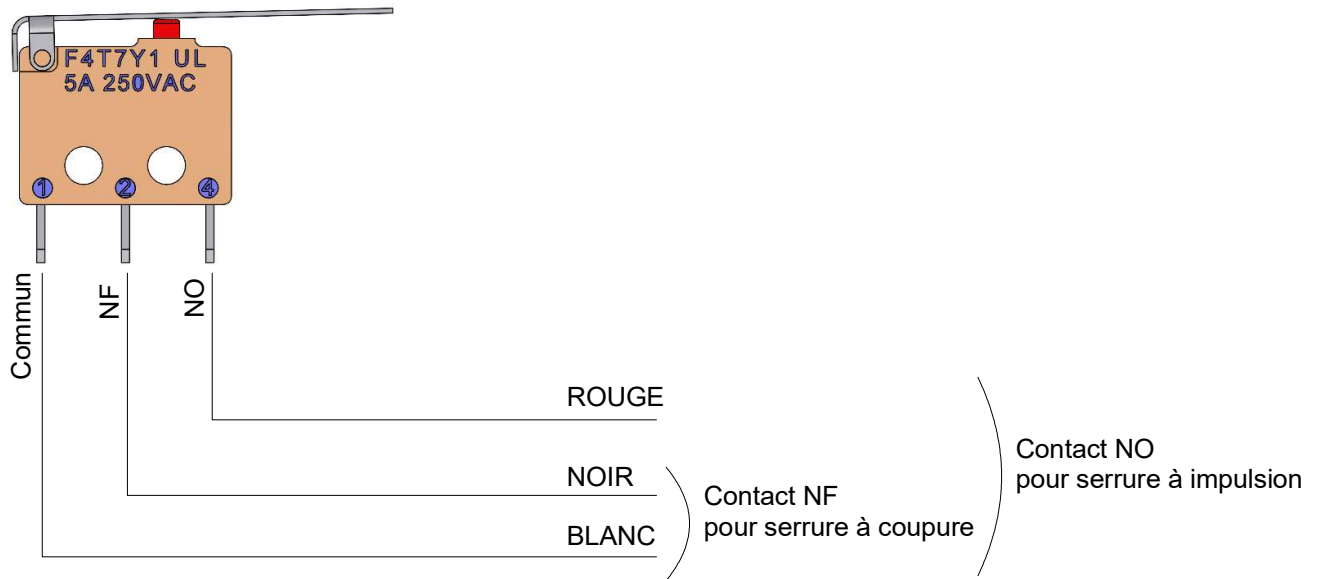 F4T7Y1 UL
5A 250VAC
1 2 4
Commun
NF
NO
ROUGE
NOIR
BLANC
Contact NF
pour serrure à coupure
Contact NO
pour serrure à impulsion